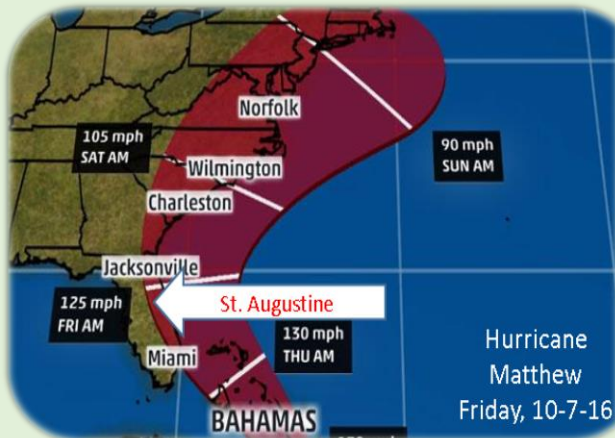 Norfolk
105 mph
SAT AM
90 mph
SUN AM
Wilmington
Charleston
Jacksonville
St. Augustine
125 mph
FRI AM
130 mph
THU AM
Miami
Hurricane
Matthew
Friday, 10-7-16
BAHAMAS